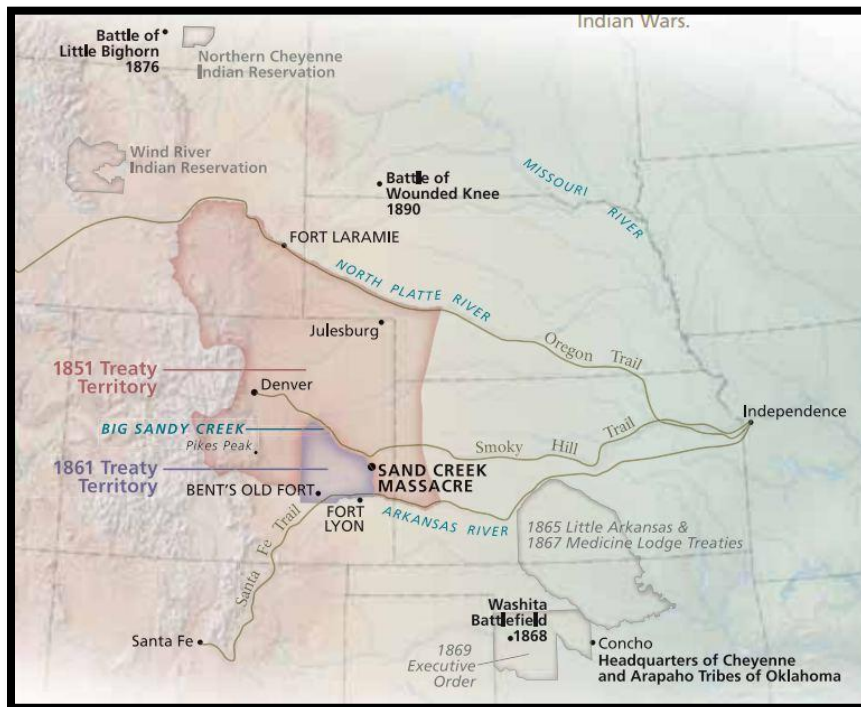 Indian Wars.
Battle of
Little Bighorn
1876
Northern Cheyenne
Indian Reservation
Wind River
Indian Reservation
Battle of
Wounded Knee
1890
MISSOURI RIVER
FORT LARAMIE
NORTH PLATTE RIVER
Julesburg
Oregon Trail
1851 Treaty
Territory
Denver
BIG SANDY CREEK
Pikes Peak
Independence
Smoky Hill Trail
1861 Treaty
Territory
SAND CREEK
MASSACRE
BENT'S OLD FORT
FORT
LYON
ARKANSAS RIVER
Santa Fe Trail
1865 Little Arkansas &
1867 Medicine Lodge Treaties
Washita
Battlefield
1868
Santa Fe
1869
Executive
Order
Concho
Headquarters of Cheyenne
and Arapaho Tribes of Oklahoma